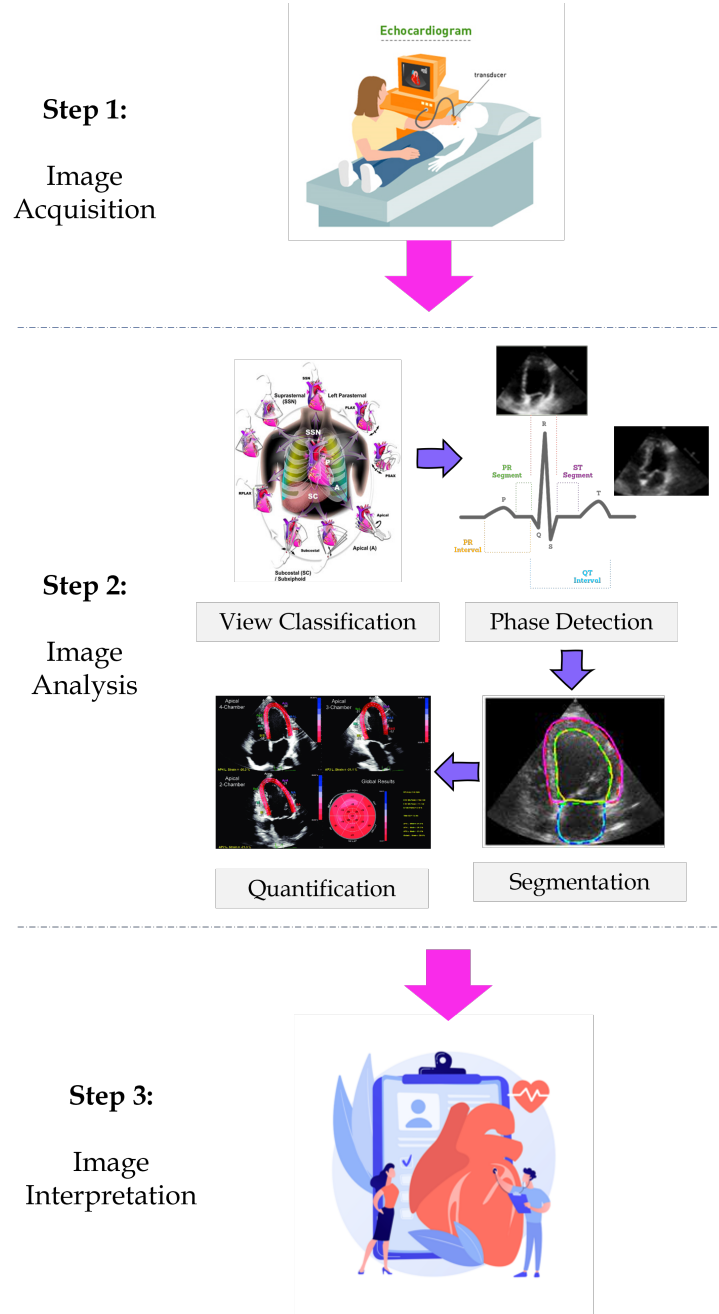 Echocardiogram
transducer
Step 1:
Image
Acquisition
SSN
Suprasternal (SSN)
Left Parasternal
PLAX
SSN
P
PSAX
A
SC
RPLAX
Apical
Subcostal
Apical (A)
Subcostal (SC)
/ Subxiphoid
R
PR
Segment
ST
Segment
P
T
Q
S
PR
Interval
QT
Interval
View Classification
Phase Detection
Step 2:
Image
Analysis
Apical
4-Chamber
Apical
3-Chamber
Apical
2-Chamber
Global Results
Quantification
Segmentation
Step 3:
Image
Interpretation